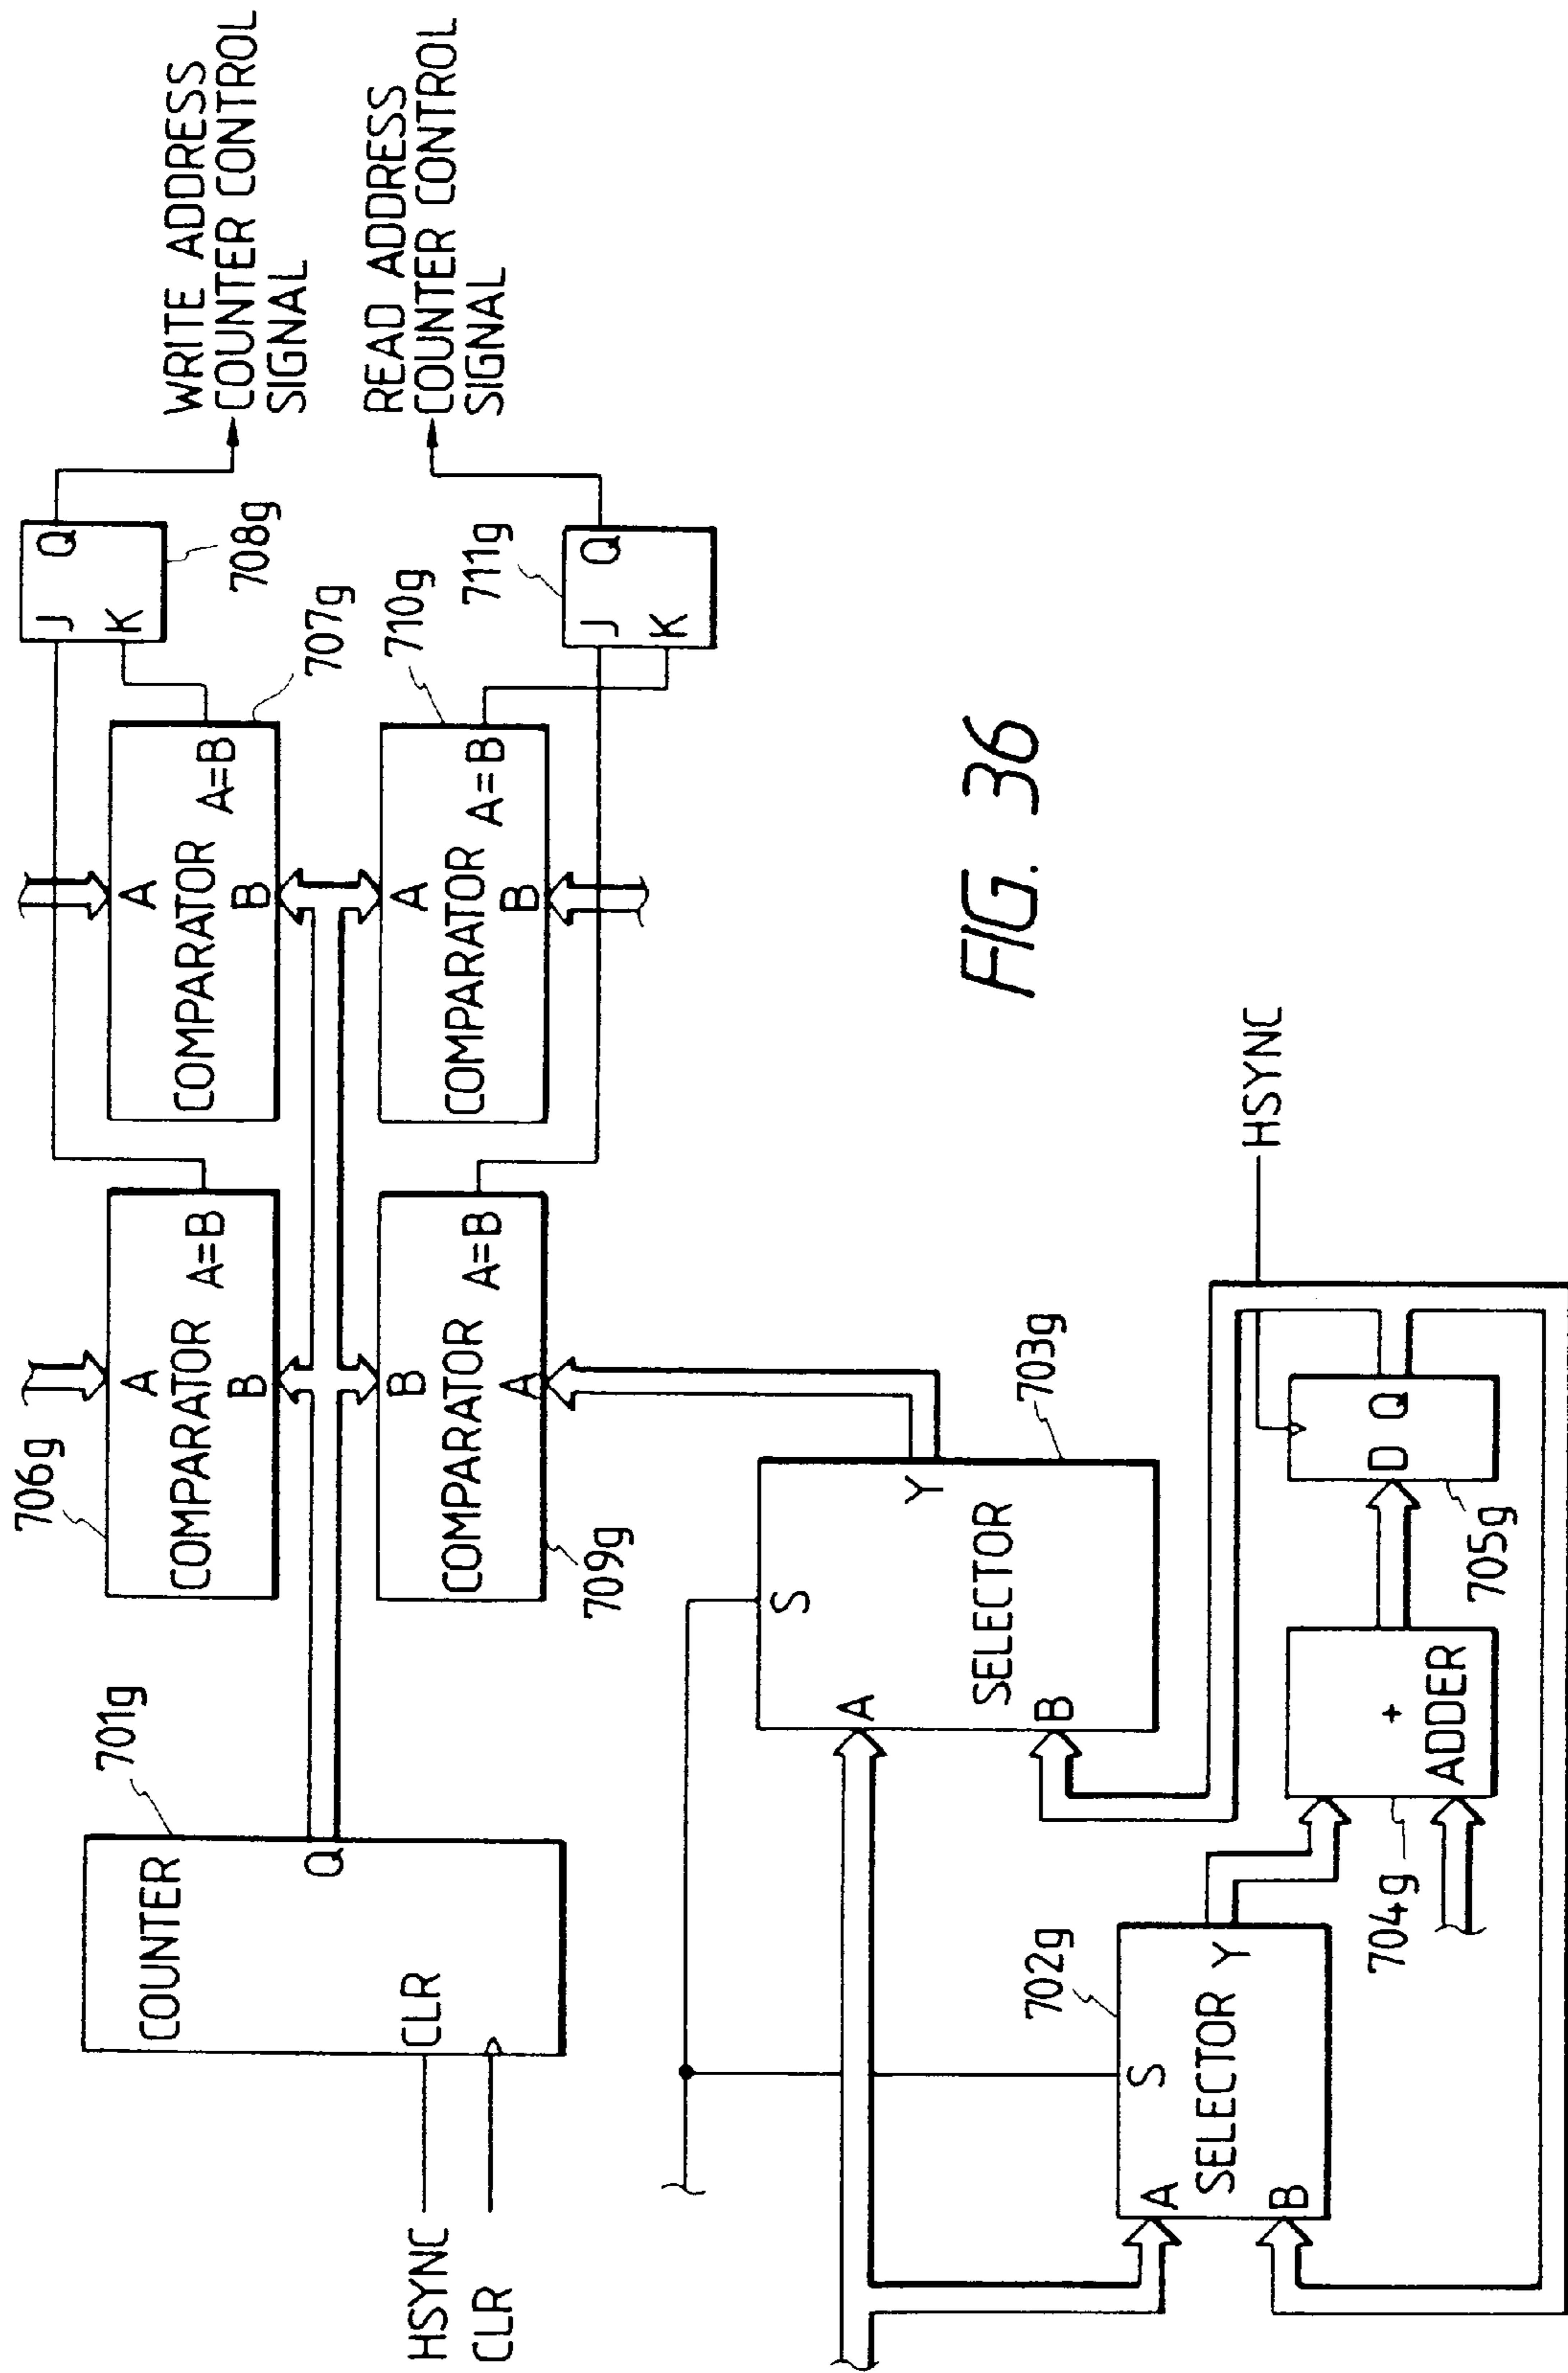 HSYNC
CLR
COUNTER
CLR
Q
701g
706g
A
COMPARATOR
B
A=B
B
COMPARATOR
A
A=B
709g
A
COMPARATOR
B
A=B
707g
A
COMPARATOR
B
A=B
710g
J
Q
K
708g
J
Q
K
711g
WRITE ADDRESS
COUNTER CONTROL
SIGNAL
READ ADDRESS
COUNTER CONTROL
SIGNAL
A
S
SELECTOR
B
Y
703g
702g
A
S
SELECTOR
B
Y
+
ADDER
704g
D
Q
705g
HSYNC
FIG. 36